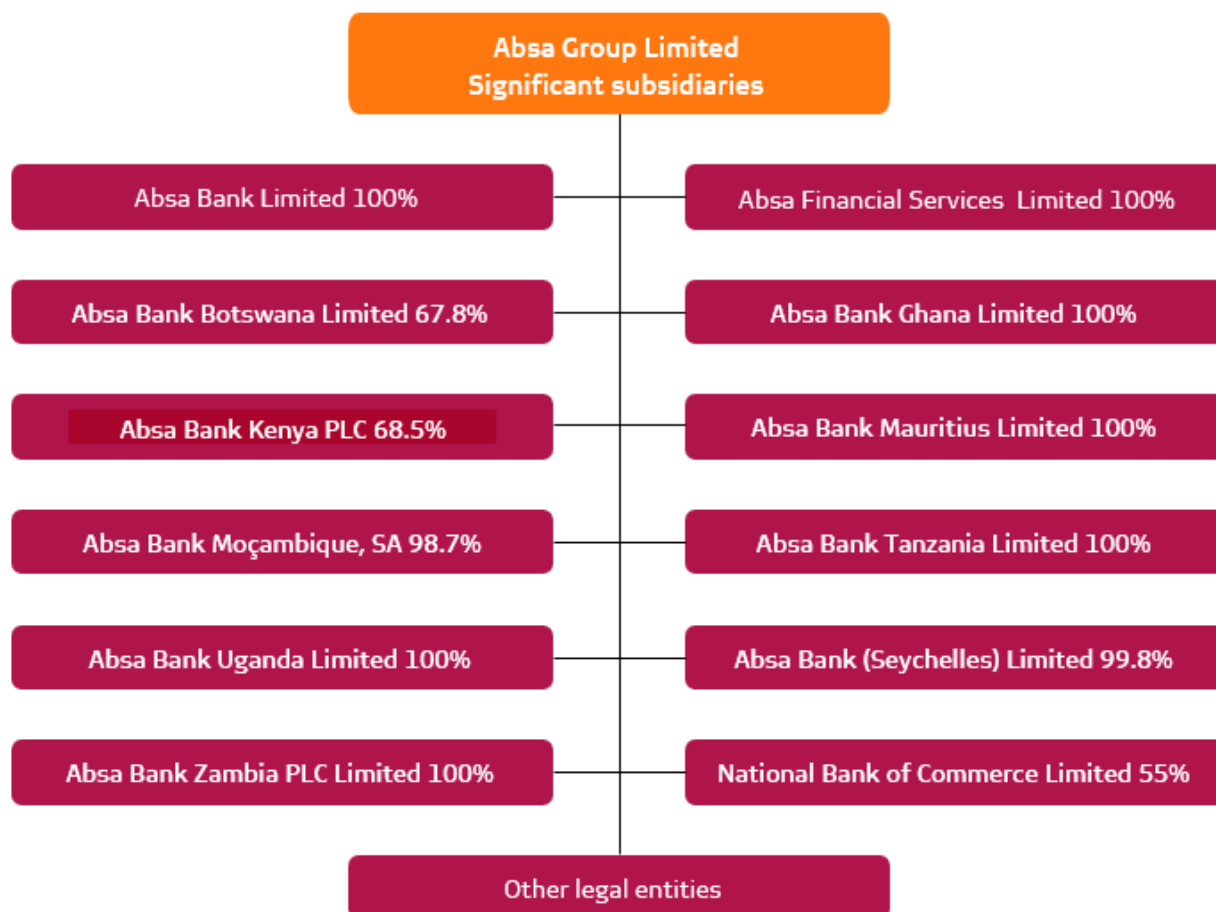 Absa Group Limited
Significant subsidiaries
Absa Bank Limited 100%
Absa Financial Services  Limited 100%
Absa Bank Botswana Limited 67.8%
Absa Bank Ghana Limited 100%
Absa Bank Kenya PLC 68.5%
Absa Bank Mauritius Limited 100%
Absa Bank Moçambique, SA 98.7%
Absa Bank Tanzania Limited 100%
Absa Bank Uganda Limited 100%
Absa Bank (Seychelles) Limited 99.8%
Absa Bank Zambia PLC Limited 100%
National Bank of Commerce Limited 55%
Other legal entities